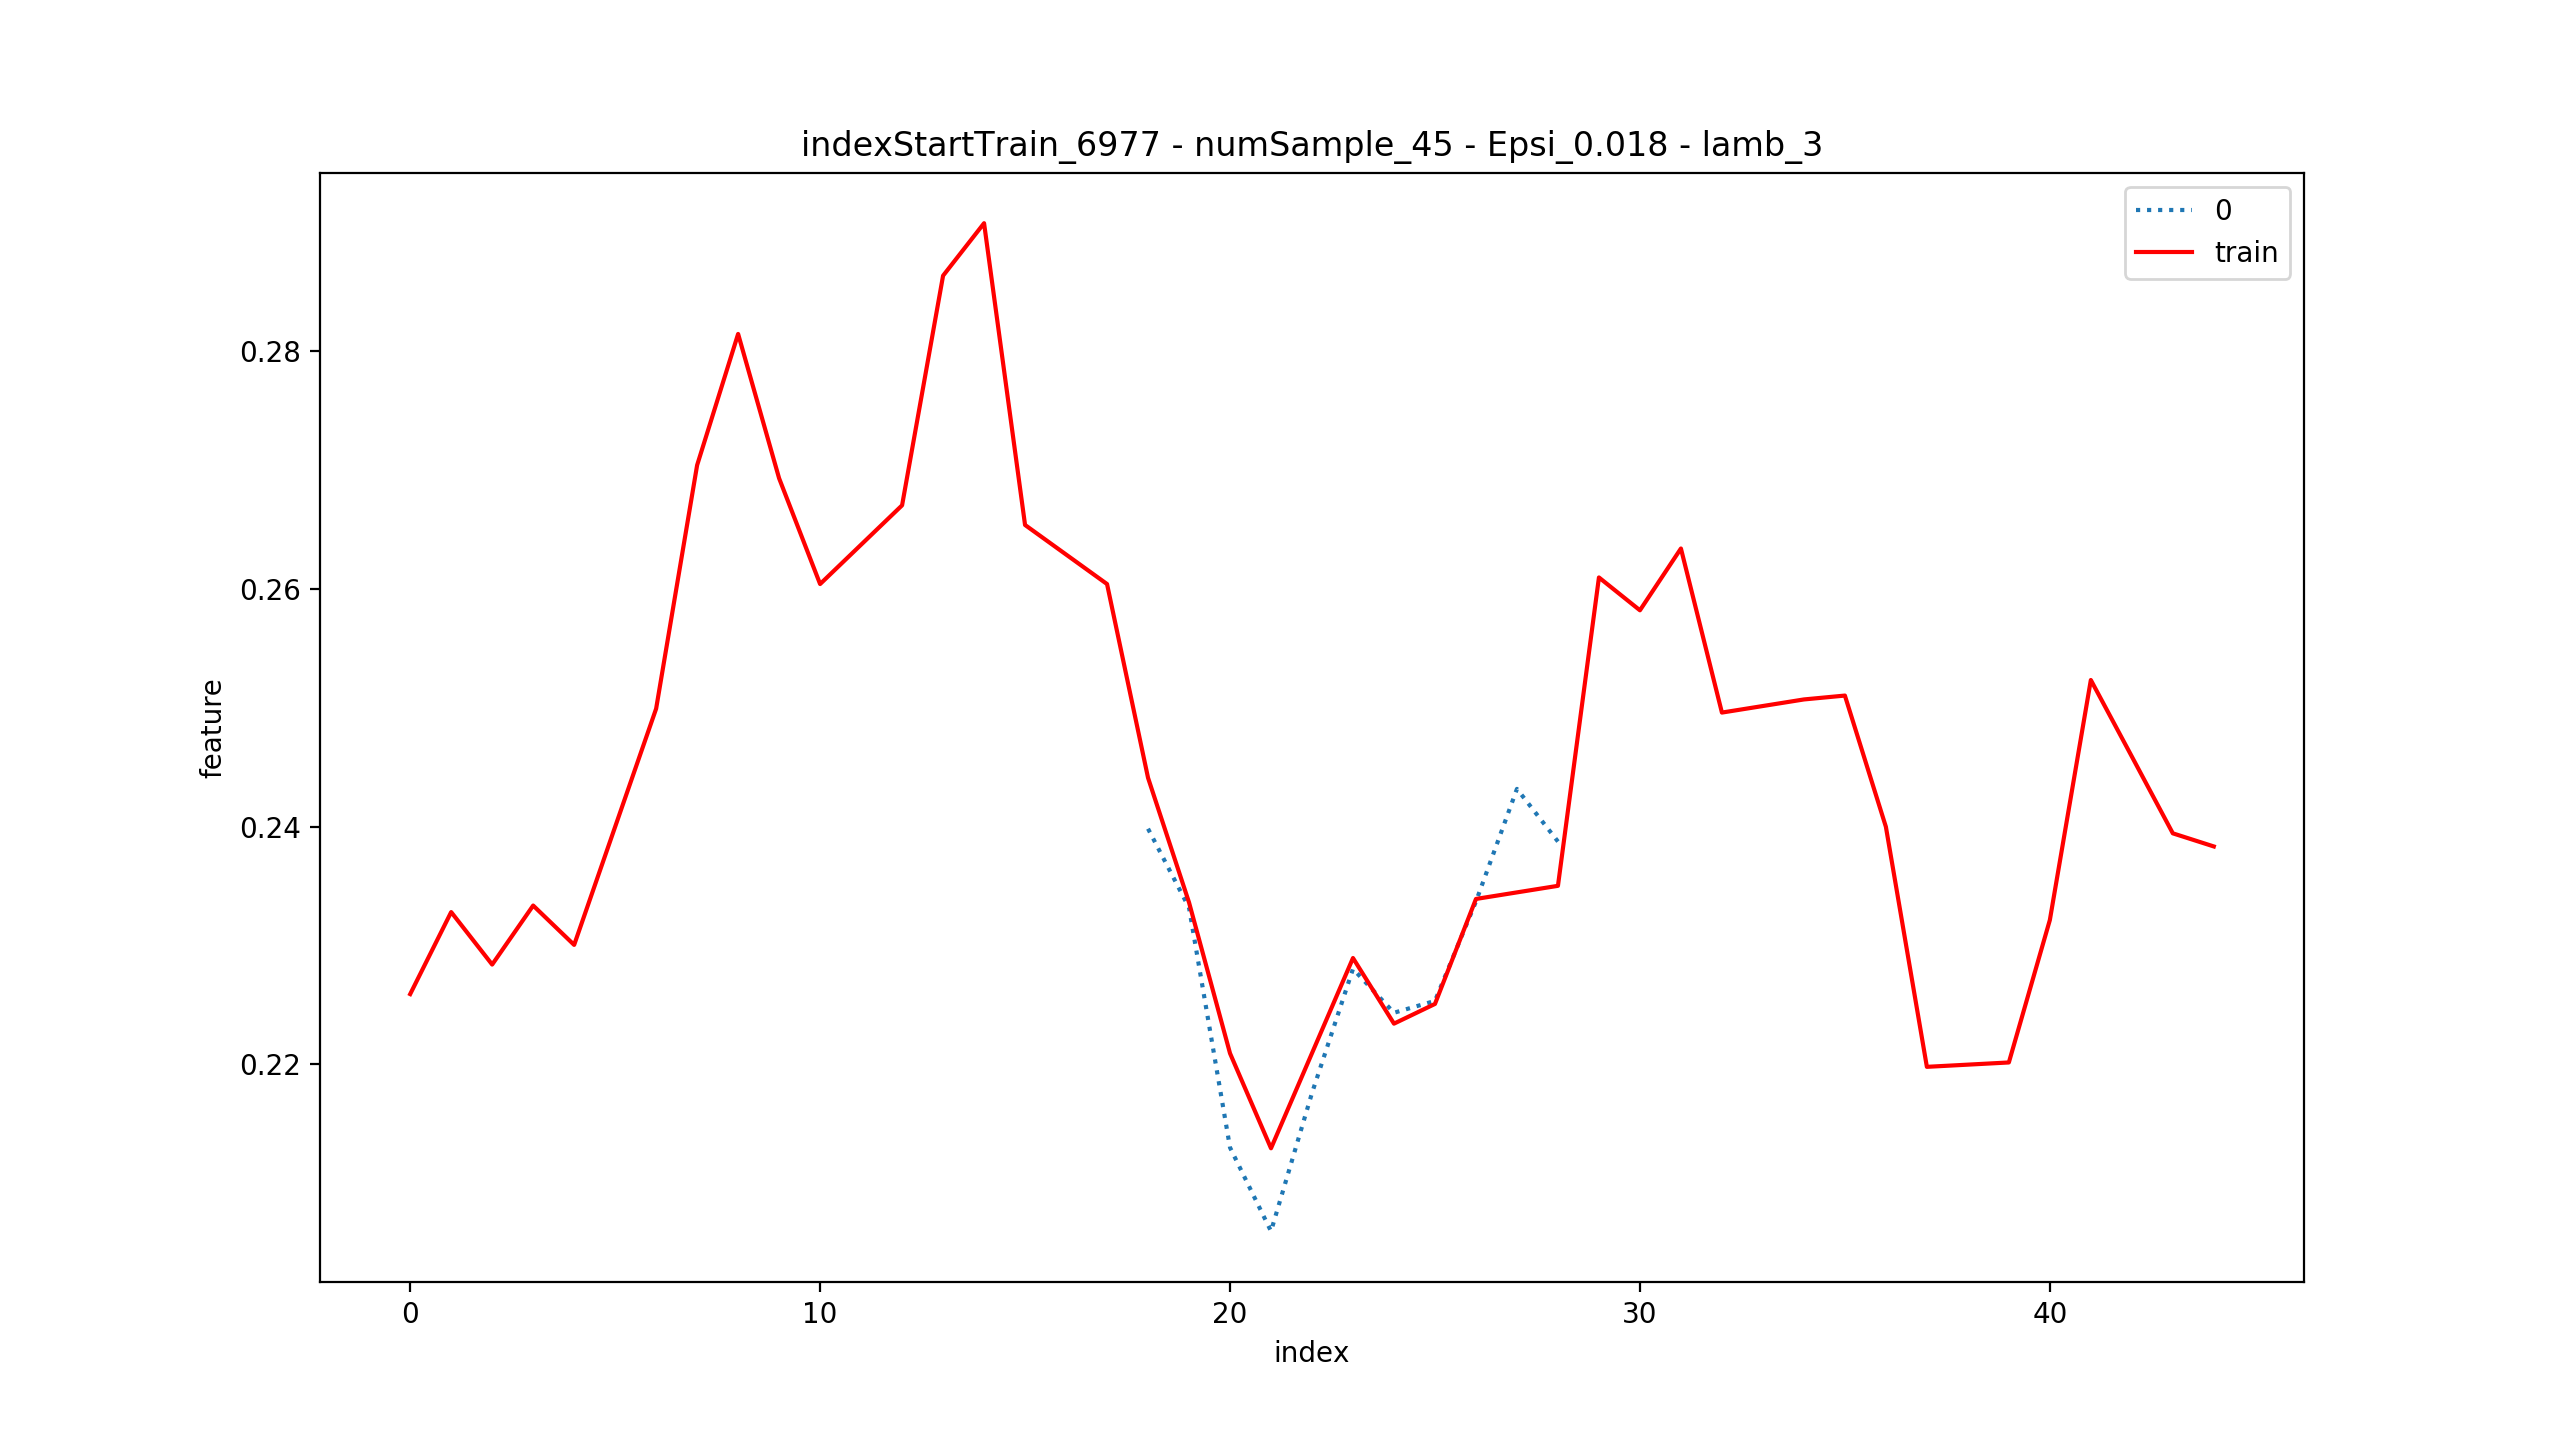 indexStartTrain_6977 - numSample_45 - Epsi_0.018 - lamb_3
0
train
0.28
0.26
0.24
0.22
feature
0 10 20 30 40
index